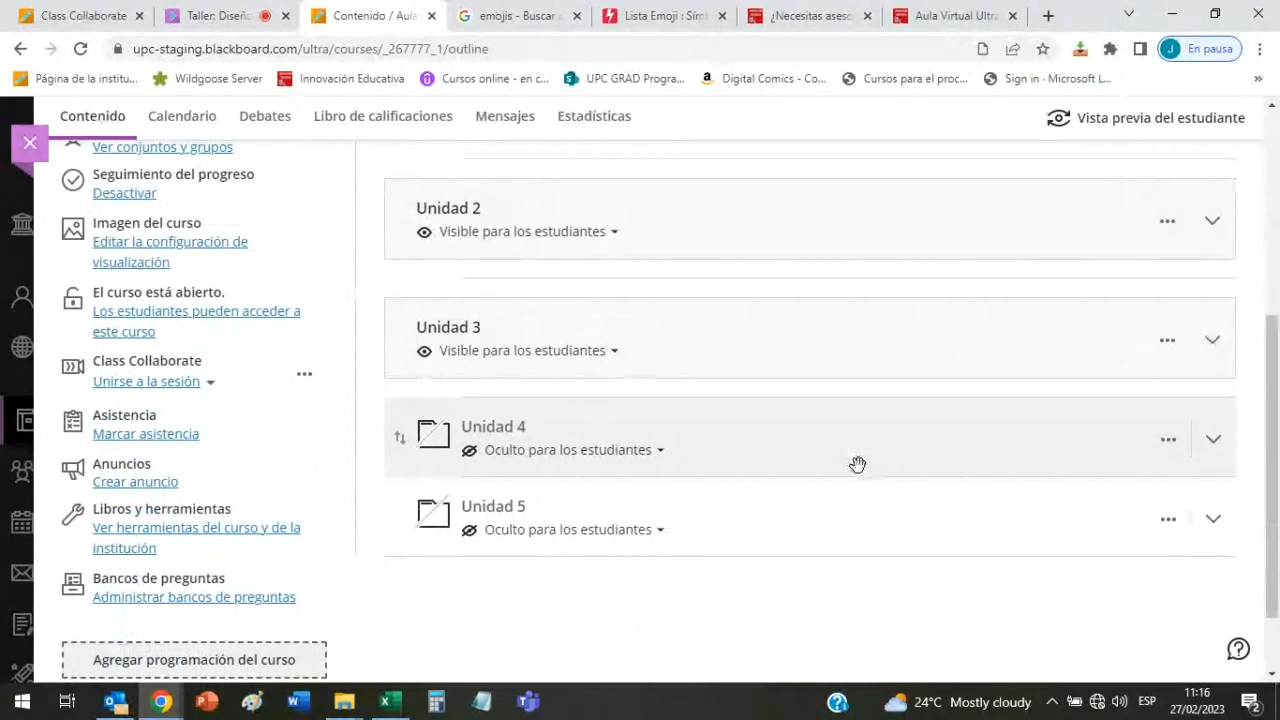 Class Collaborate
Taller: Diseñ
Contenido / Aula
emojis - Buscar e
Lista Emoji : Simt
¿Necesitas aseso
Aula Virtual Ultra
upc-staging.blackboard.com/ultra/courses/_267777_1/outline
J En pausa
Página de la institu...
Wildgoose Server
Innovación Educativa
Cursos online - en c...
UPC GRAD Progra...
Digital Comics - Co...
Cursos para el proc...
Sign in - Microsoft L...
»
Contenido
Calendario
Debates
Libro de calificaciones
Mensajes
Estadísticas
Vista previa del estudiante
Ver conjuntos y grupos
Seguimiento del progreso
Desactivar
Imagen del curso
Editar la configuración de
visualización
El curso está abierto.
Los estudiantes pueden acceder a
este curso
Class Collaborate
Unirse a la sesión
Asistencia
Marcar asistencia
Anuncios
Crear anuncio
Libros y herramientas
Ver herramientas del curso y de la
institución
Bancos de preguntas
Administrar bancos de preguntas
Agregar programación del curso
Unidad 2
Visible para los estudiantes
Unidad 3
Visible para los estudiantes
Unidad 4
Oculto para los estudiantes
Unidad 5
Oculto para los estudiantes
24°C Mostly cloudy
ESP
11:16
27/02/2023
2